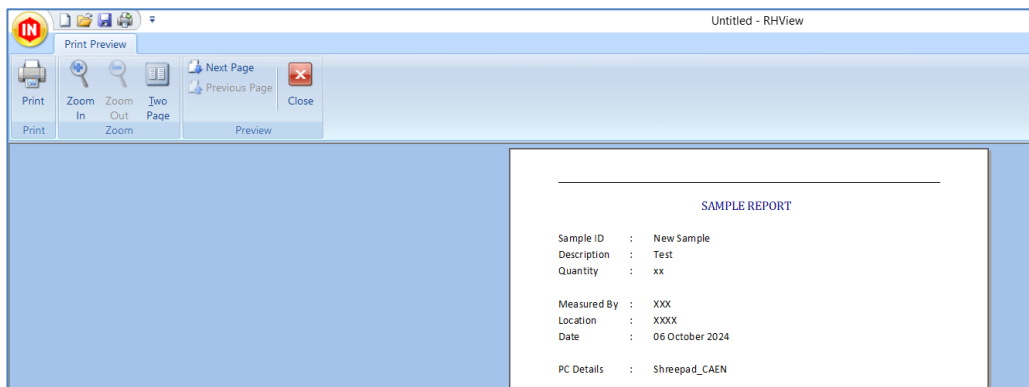 IN
Untitled - RHView
Print Preview
Print
Zoom In
Zoom Out
Two Page
Next Page
Previous Page
Close
Print
Zoom
Preview
SAMPLE REPORT
Sample ID : New Sample
Description : Test
Quantity : xx
Measured By : XXX
Location : XXXX
Date : 06 October 2024
PC Details : Shreepad_CAEN